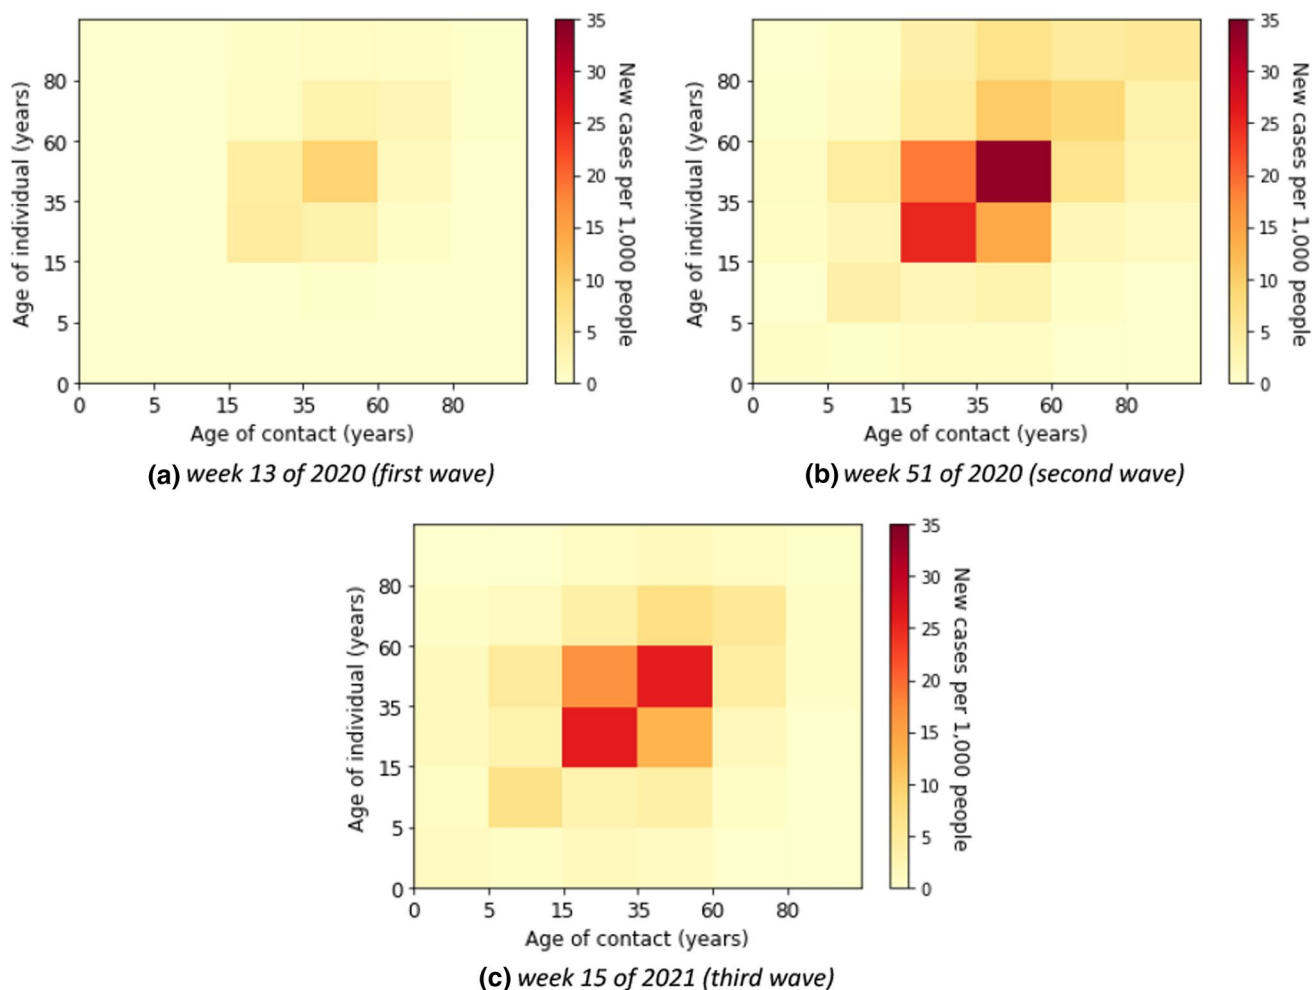 35
30
25
20
15
10
5
0
New cases per 1,000 people
80
60
35
15
5
0
Age of individual (years)
0 5 15 35 60 80
Age of contact (years)
(a) week 13 of 2020 (first wave)
35
30
25
20
15
10
5
0
New cases per 1,000 people
80
60
35
15
5
0
Age of individual (years)
0 5 15 35 60 80
Age of contact (years)
(b) week 51 of 2020 (second wave)
35
30
25
20
15
10
5
0
New cases per 1,000 people
80
60
35
15
5
0
Age of individual (years)
0 5 15 35 60 80
Age of contact (years)
(c) week 15 of 2021 (third wave)